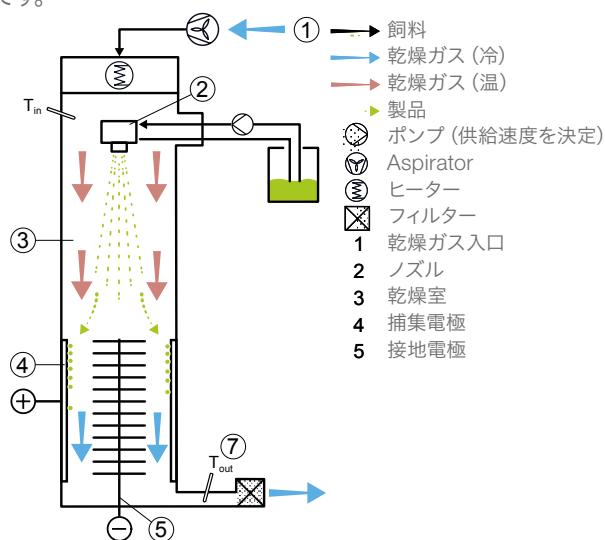 です。
1
飼料
乾燥ガス（冷）
乾燥ガス（温）
製品
ポンプ（供給速度を決定）
Aspirator
ヒーター
フィルター
1 乾燥ガス入口
2 ノズル
3 乾燥室
4 捕集電極
5 接地電極
2
T in
3
4
+
7
T out
5
−